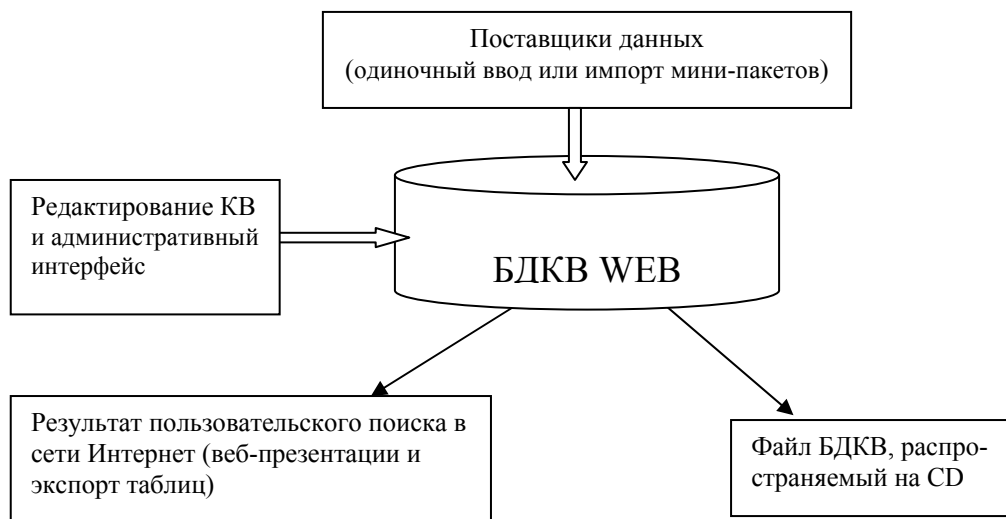 Поставщики данных
(одиночный ввод или импорт мини-пакетов)
Редактирование КВ
и административный
интерфейс
БДКВ WEB
Результат пользовательского поиска в
сети Интернет (веб-презентации и
экспорт таблиц)
Файл БДКВ, распро-
страняемый на CD